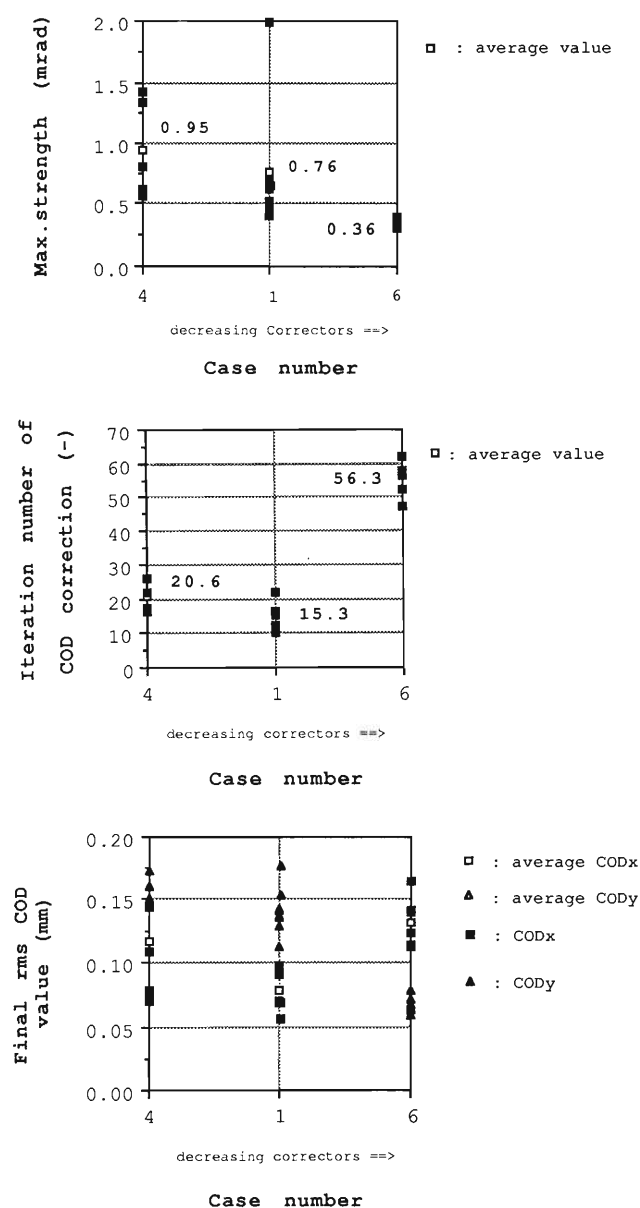 Max.strength (mrad)
2.0
1.5
1.0
0.5
0.0
0.95
0.76
0.36
4 1 6
decreasing Correctors ==>
Case number
□ : average value
Iteration number of
COD correction (-)
70
60
50
40
30
20
10
0
20.6
15.3
56.3
4 1 6
decreasing correctors ==>
Case number
□ : average value
Final rms COD
value (mm)
0.20
0.15
0.10
0.05
0.00
4 1 6
decreasing correctors ==>
Case number
□ : average CODx
△ : average CODy
■ : CODx
▲ : CODy